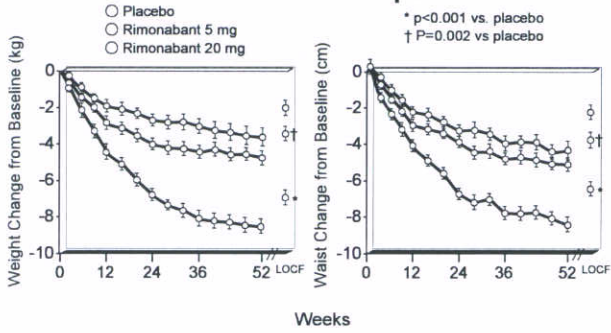 Placebo
Rimonabant 5 mg
Rimonabant 20 mg
* p<0.001 vs. placebo
† P=0.002 vs placebo
Weight Change from Baseline (kg)
0
-2
-4
-6
-8
-10
†
*
0 12 24 36 52 LOCF
Waist Change from Baseline (cm)
0
-2
-4
-6
-8
-10
†
*
0 12 24 36 52 LOCF
Weeks